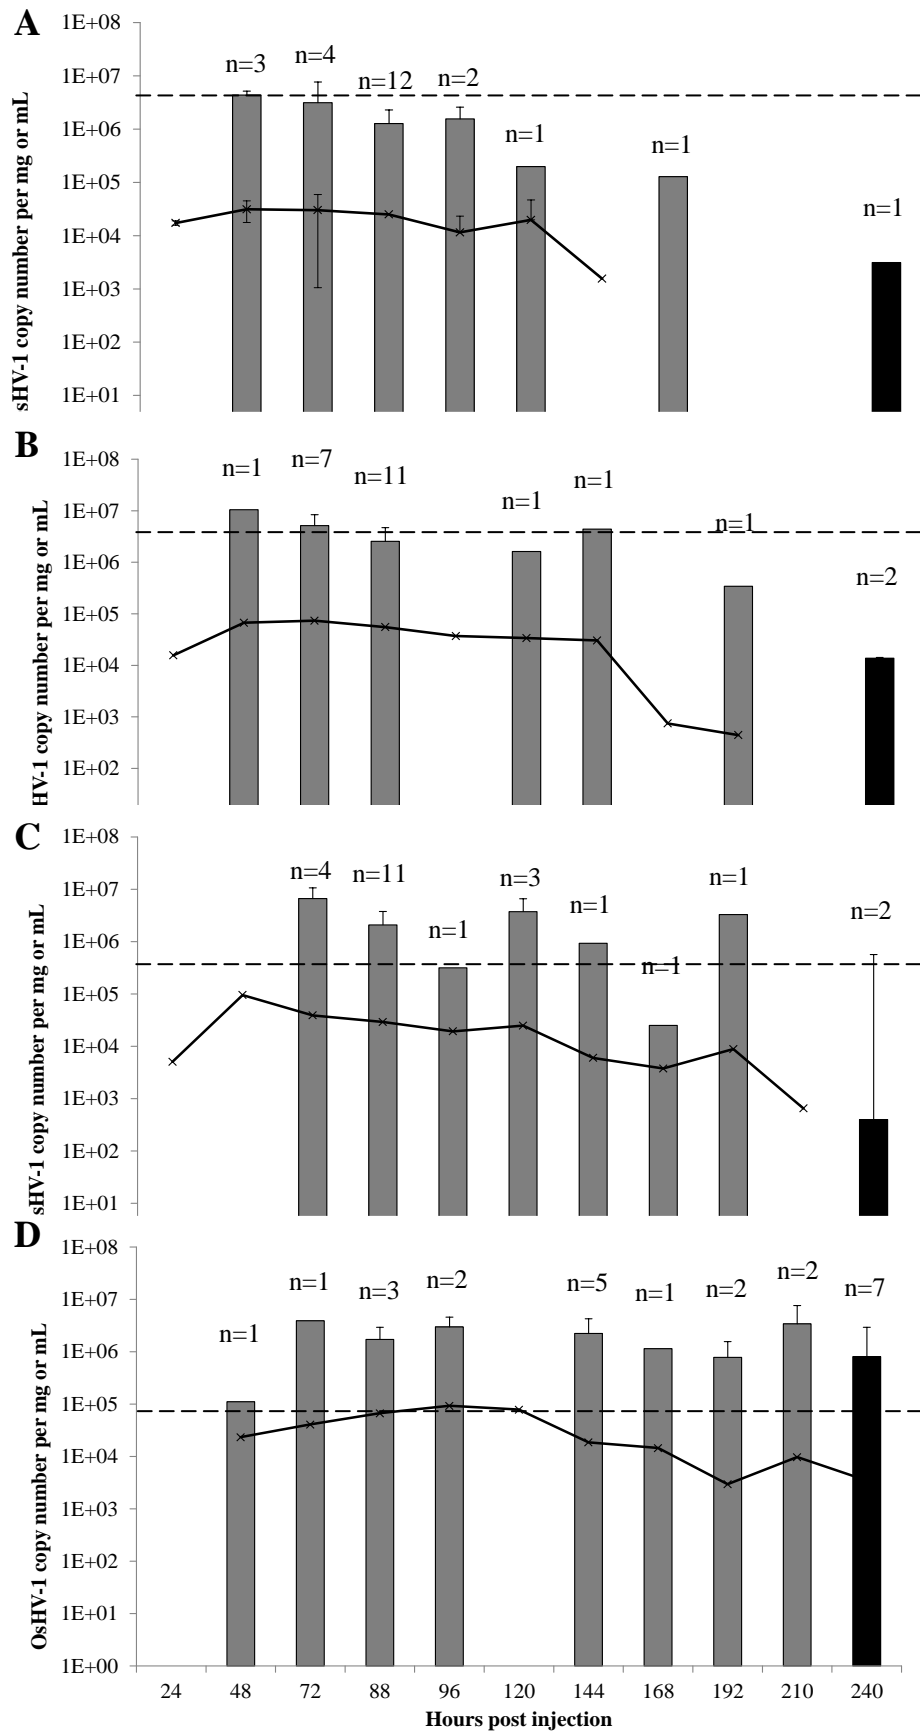 A
1E+08
1E+07
1E+06
1E+05
1E+04
1E+03
1E+02
1E+01
sHV-1 copy number per mg or mL
n=3
n=4
n=12
n=2
n=1
n=1
n=1
B
1E+08
1E+07
1E+06
1E+05
1E+04
1E+03
1E+02
HV-1 copy number per mg or mL
n=1
n=7
n=11
n=1
n=1
n=1
n=2
C
1E+08
1E+07
1E+06
1E+05
1E+04
1E+03
1E+02
1E+01
sHV-1 copy number per mg or mL
n=4
n=11
n=1
n=3
n=1
n=1
n=1
n=2
D
1E+08
1E+07
1E+06
1E+05
1E+04
1E+03
1E+02
1E+01
1E+00
OsHV-1 copy number per mg or mL
n=1
n=1
n=3
n=2
n=5
n=1
n=2
n=2
n=7
24 48 72 88 96 120 144 168 192 210 240
Hours post injection